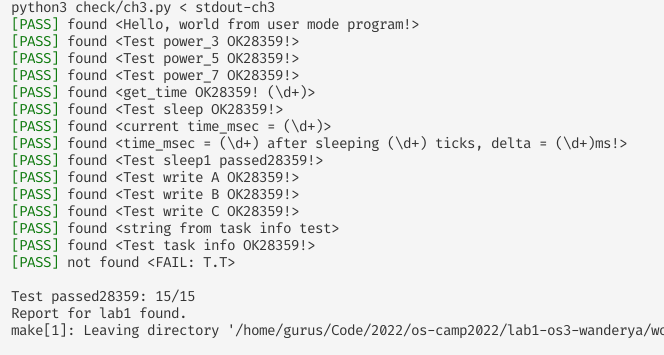 python3 check/ch3.py < stdout-ch3
[PASS] found <Hello, world from user mode program!>
[PASS] found <Test power_3 OK28359!>
[PASS] found <Test power_5 OK28359!>
[PASS] found <Test power_7 OK28359!>
[PASS] found <get_time OK28359! (\d+)>
[PASS] found <Test sleep OK28359!>
[PASS] found <current time_msec = (\d+)>
[PASS] found <time_msec = (\d+) after sleeping (\d+) ticks, delta = (\d+)ms!>
[PASS] found <Test sleep1 passed28359!>
[PASS] found <Test write A OK28359!>
[PASS] found <Test write B OK28359!>
[PASS] found <Test write C OK28359!>
[PASS] found <string from task info test>
[PASS] found <Test task info OK28359!>
[PASS] not found <FAIL: T.T>

Test passed28359: 15/15
Report for lab1 found.
make[1]: Leaving directory '/home/gurus/Code/2022/os-camp2022/lab1-os3-wanderya/wo